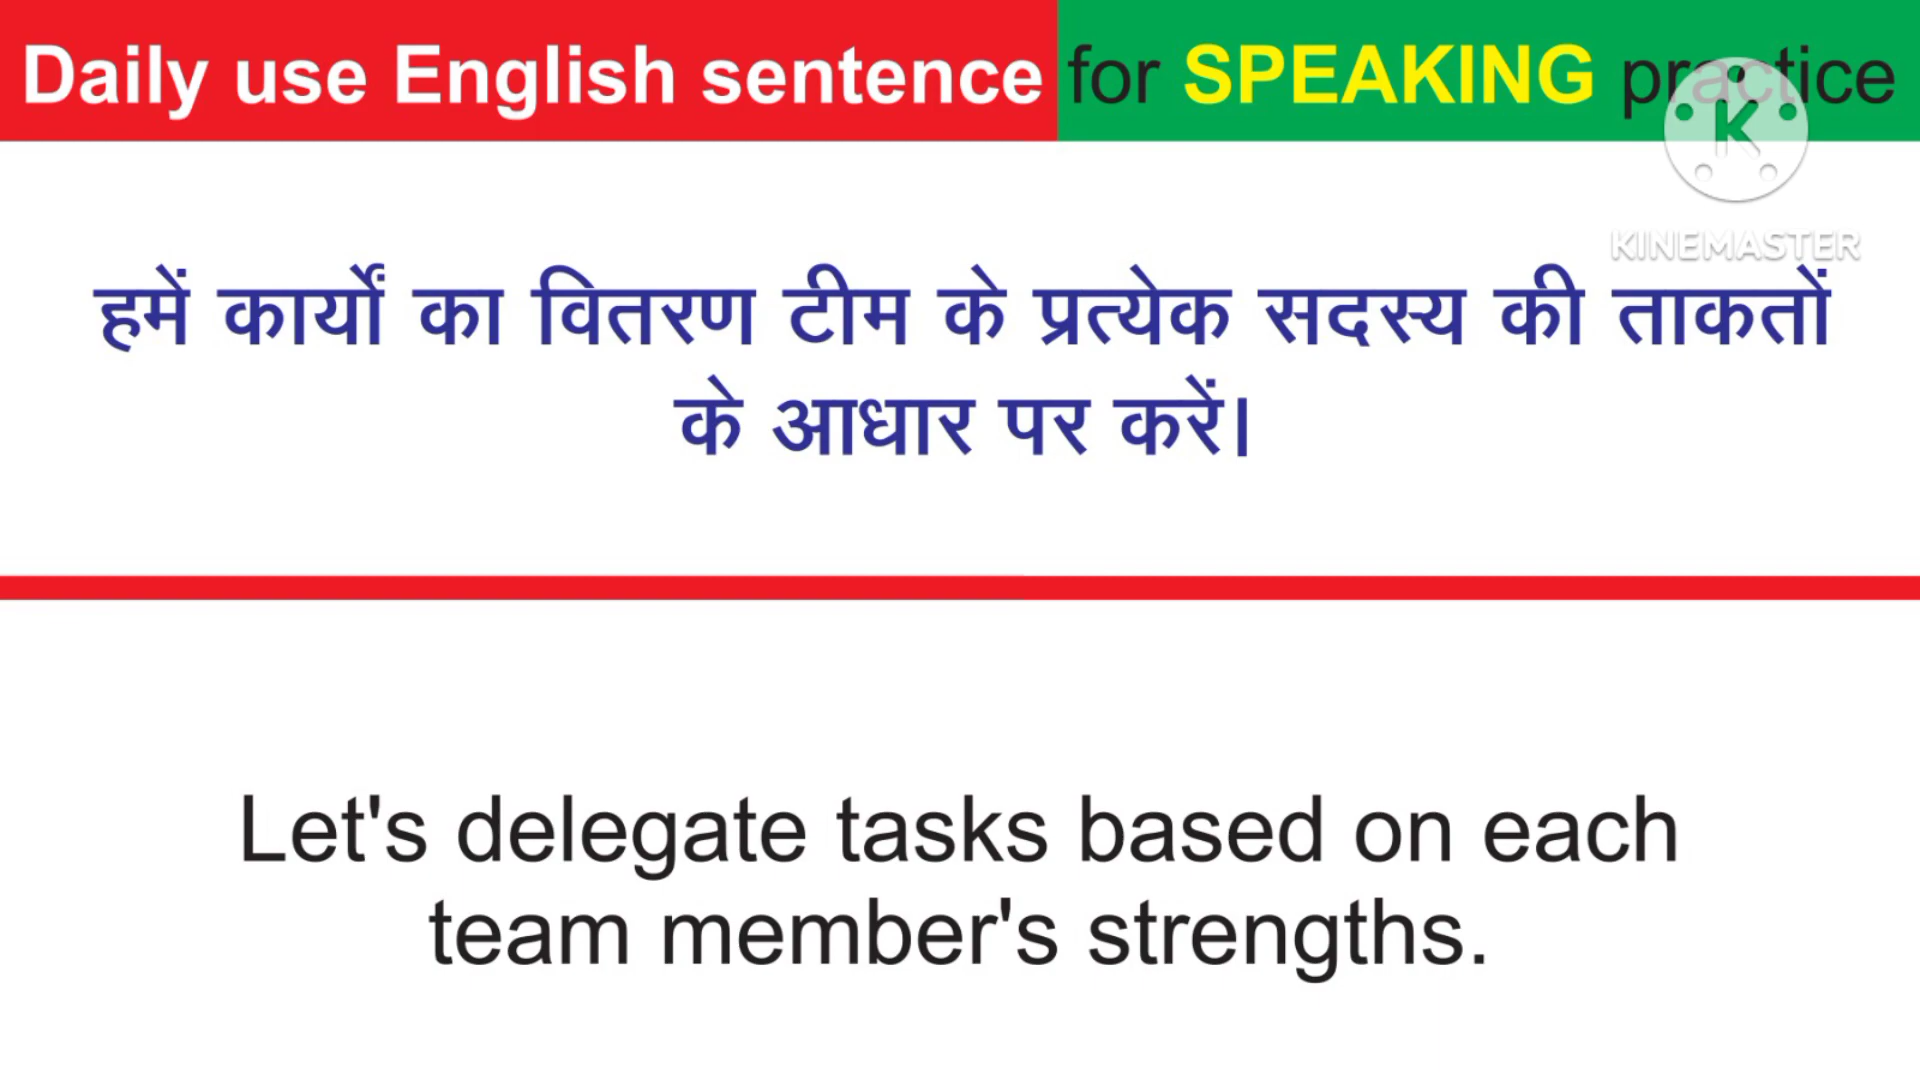 Daily use English sentence for SPEAKING practice
KINEMASTER
हमें कार्यों का वितरण टीम के प्रत्येक सदस्य की ताकतों
के आधार पर करें।
Let's delegate tasks based on each
team member's strengths.